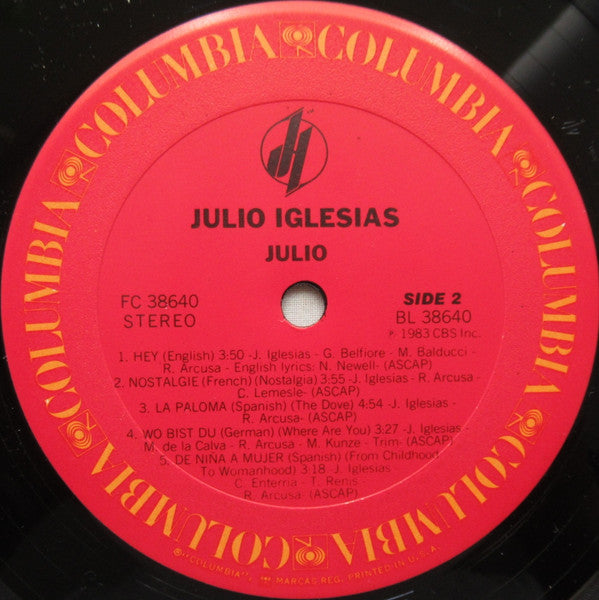 COLUMBIA COLUMBIA COLUMBIA COLUMBIA COLUMBIA COLUMBIA
JULIO IGLESIAS
JULIO
FC 38640
STEREO
SIDE 2
BL 38640
℗ 1983 CBS Inc.
1. HEY (English) 3:50 -J. Iglesias - G. Belfiore - M. Balducci -
R. Arcusa - English lyrics: N. Newell- (ASCAP)
2. NOSTALGIE (French) (Nostalgia) 3:55 -J. Iglesias - R. Arcusa -
C. Lemesle- (ASCAP)
3. LA PALOMA (Spanish) (The Dove) 4:54 -J. Iglesias -
R. Arcusa- (ASCAP)
4. WO BIST DU (German) (Where Are You) 3:27 -J. Iglesias -
M. de la Calva - R. Arcusa - M. Kunze - Trim- (ASCAP)
5. DE NIÑA A MUJER (Spanish) (From Childhood
To Womanhood) 3:18 -J. Iglesias
C. Enterria - T. Renis -
R. Arcusa- (ASCAP)
® "COLUMBIA", MARCAS REG. PRINTED IN U.S.A.